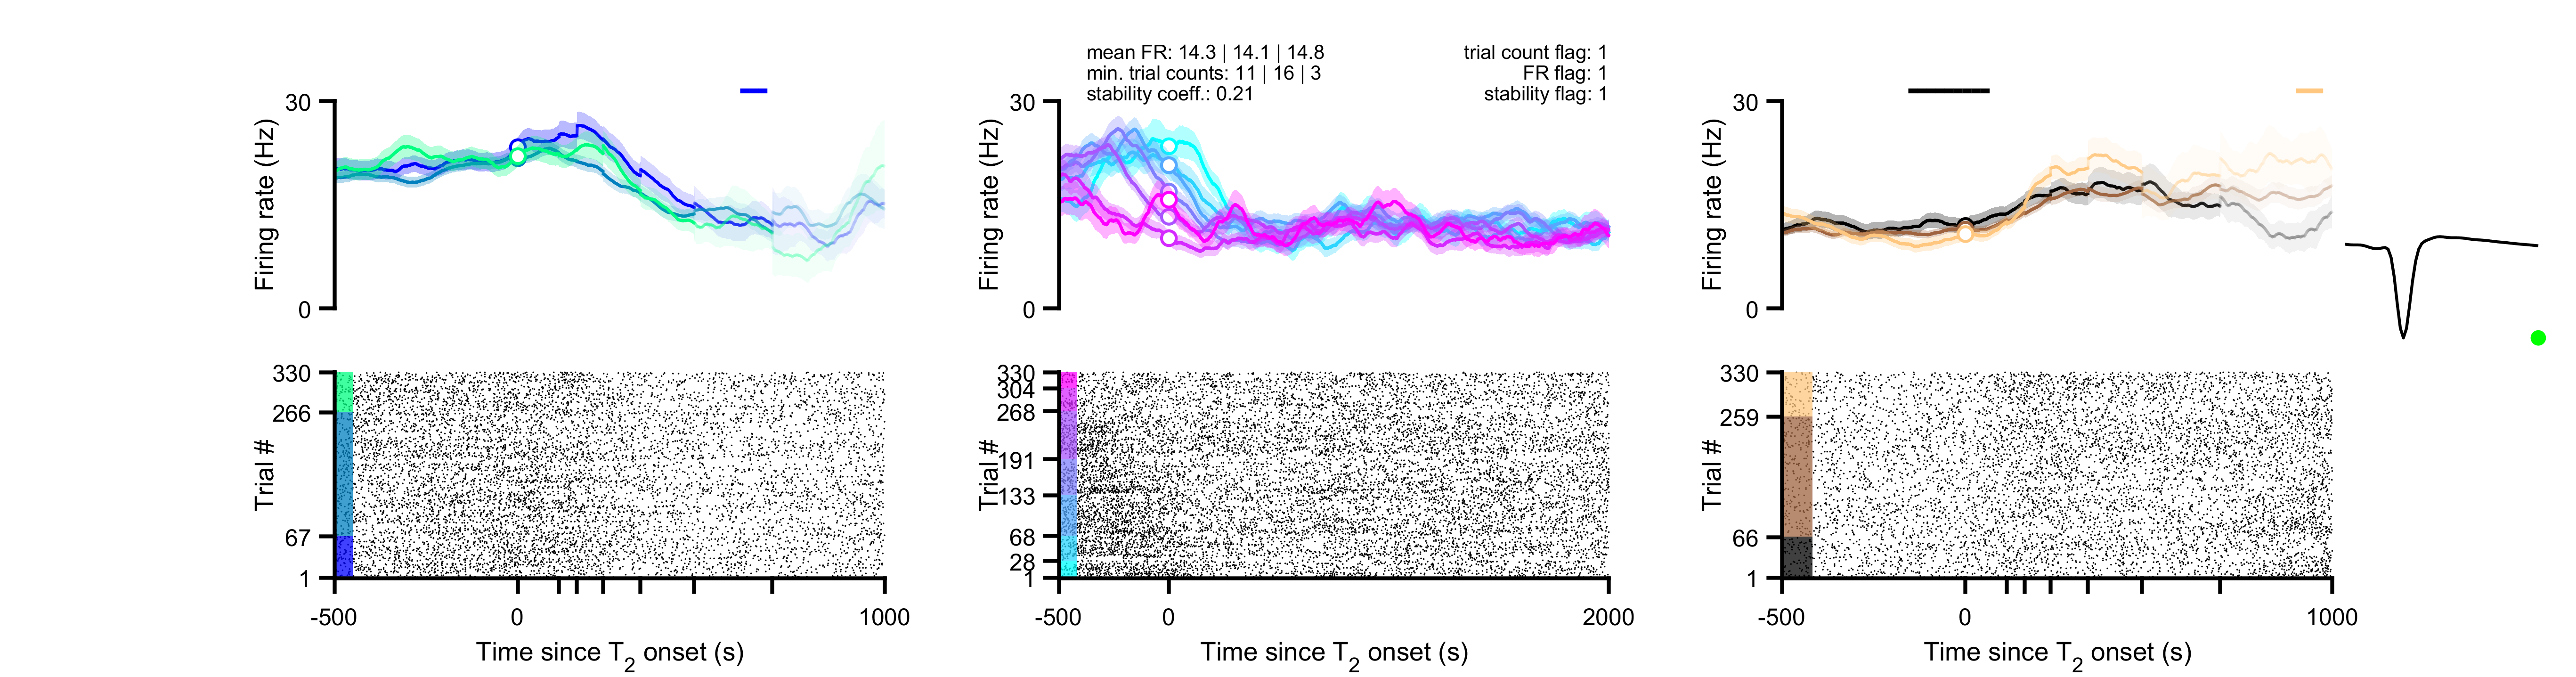 mean FR: 14.3 | 14.1 | 14.8
min. trial counts: 11 | 16 | 3
stability coeff.: 0.21
trial count flag: 1
FR flag: 1
stability flag: 1
30
Firing rate (Hz)
0
330
266
Trial #
67
1
-500
0
1000
Time since T2 onset (s)
30
Firing rate (Hz)
0
330
304
268
191
Trial #
133
68
28
1
-500
0
2000
Time since T2 onset (s)
30
Firing rate (Hz)
0
330
259
Trial #
66
1
-500
0
1000
Time since T2 onset (s)